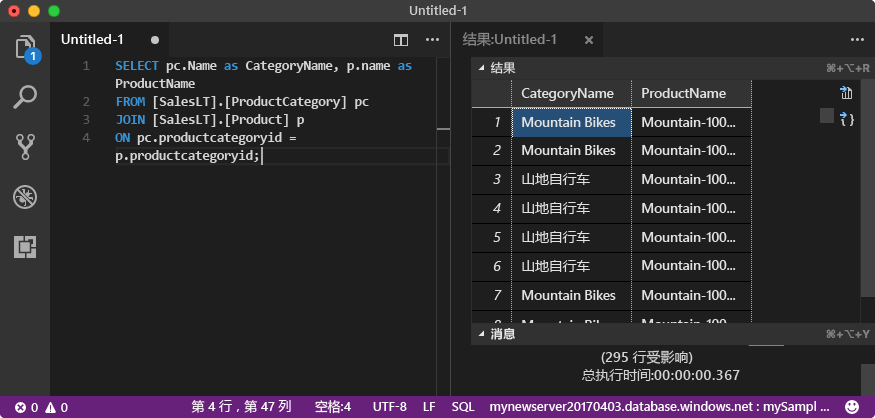 Untitled-1
1
Untitled-1
1 SELECT pc.Name as CategoryName, p.name as
ProductName
2 FROM [SalesLT].[ProductCategory] pc
3 JOIN [SalesLT].[Product] p
4 ON pc.productcategoryid =
p.productcategoryid;
结果:Untitled-1
结果 ⌘+⌥+R
CategoryName ProductName
1 Mountain Bikes Mountain-100...
2 Mountain Bikes Mountain-100...
3 山地自行车 Mountain-100...
4 山地自行车 Mountain-100...
5 山地自行车 Mountain-100...
6 山地自行车 Mountain-100...
7 Mountain Bikes Mountain-100...
8 Mountain Bikes Mountain-100...
消息 ⌘+⌥+Y
(295 行受影响)
总执行时间:00:00:00.367
0 0 第 4 行，第 47 列 空格:4 UTF-8 LF SQL mynewserver20170403.database.windows.net : mySampl ...